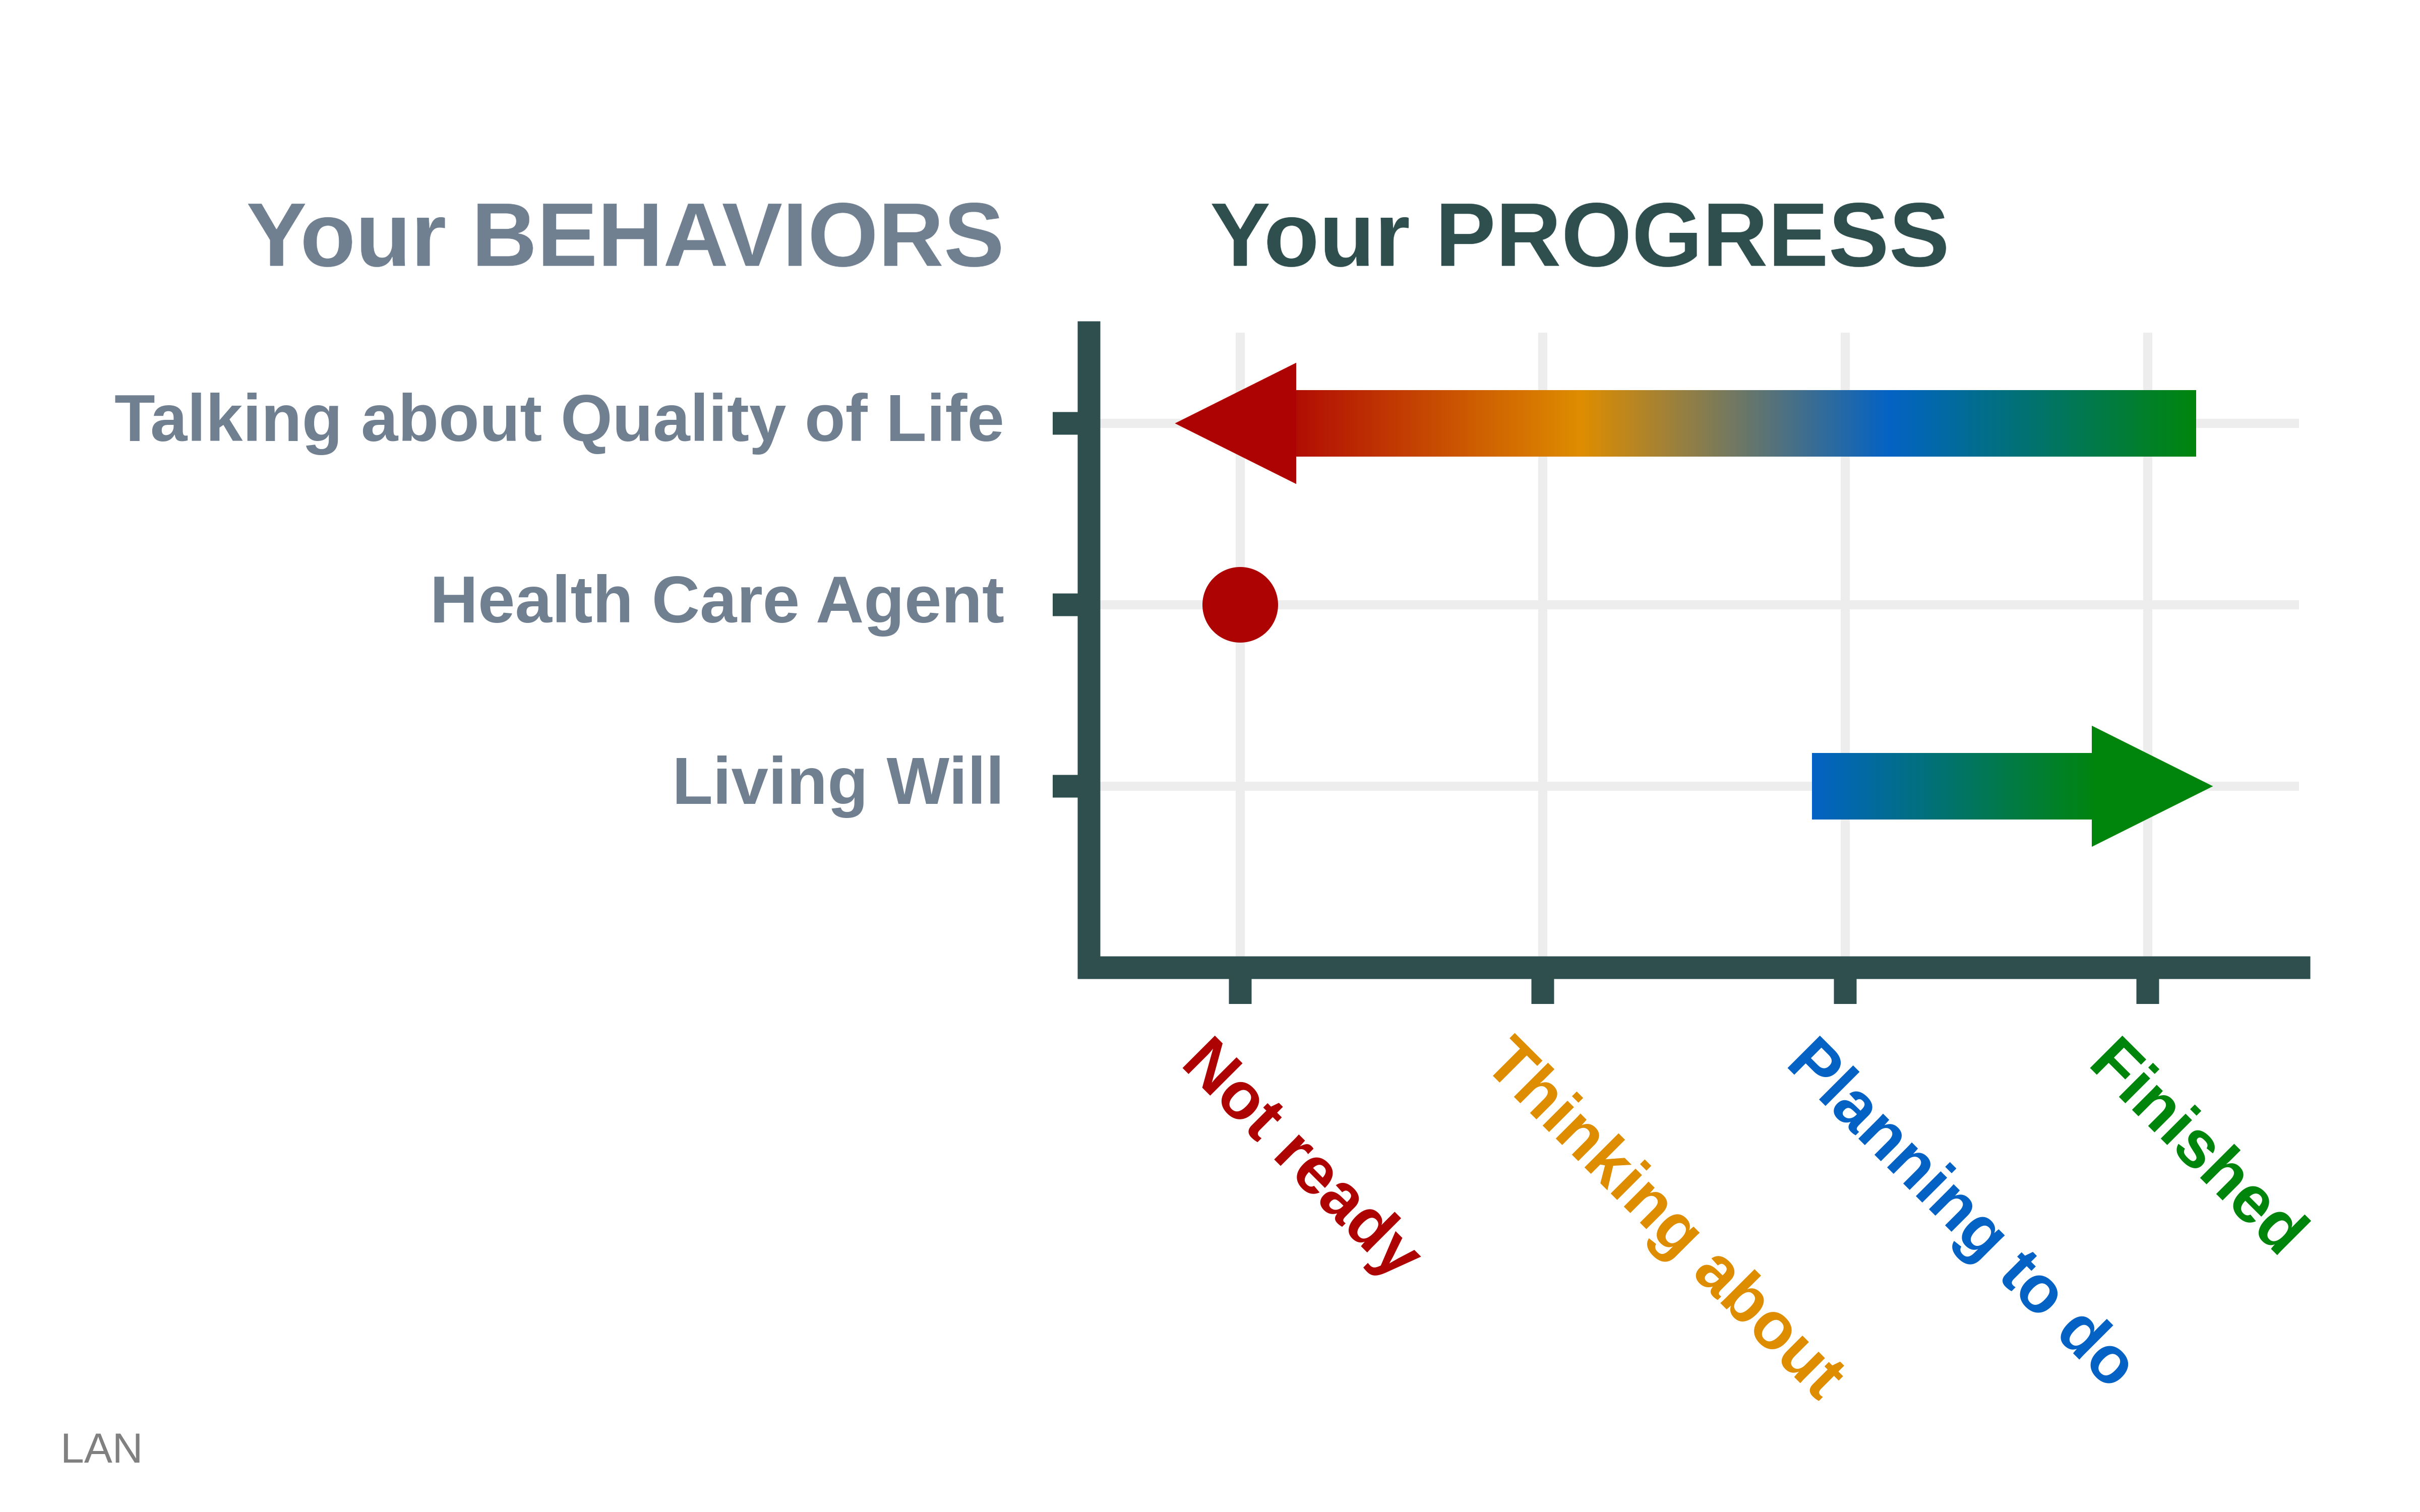 Your BEHAVIORS
Your PROGRESS
Talking about Quality of Life
Health Care Agent
Living Will
Not ready
Thinking about
Planning to do
Finished
LAN